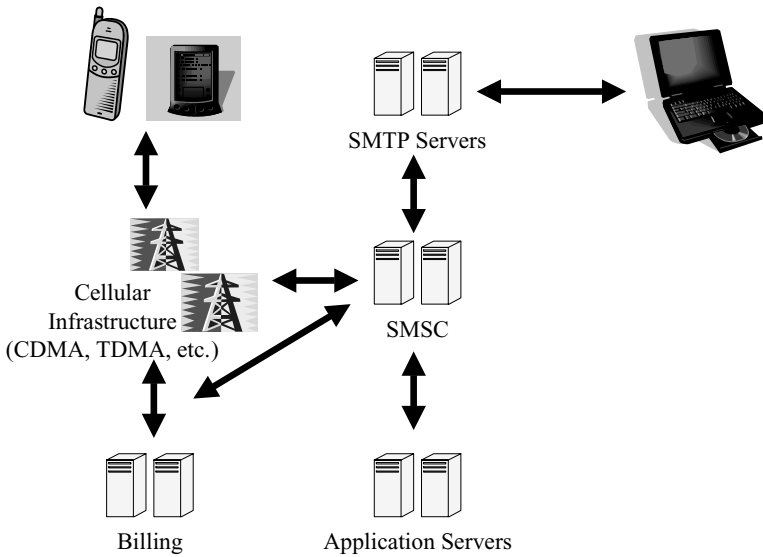 SMTP Servers
Cellular
Infrastructure
(CDMA, TDMA, etc.)
SMSC
Billing
Application Servers